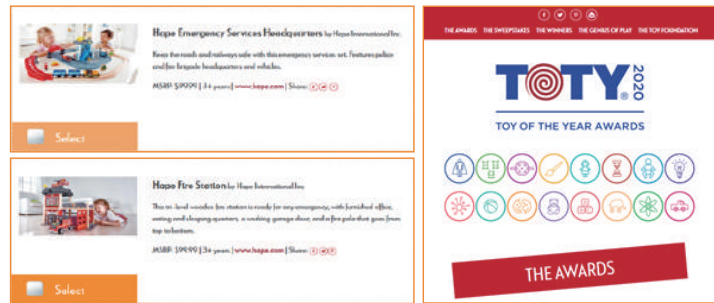 Hape Emergency Services Headquarters by Hape International Inc.
Keep the roads and railways safe with this emergency services set. Features police
and fire brigade headquarters and vehicles.
MSRP: $99.99 | 3+ years | www.hape.com | Share:
Select
Hape Fire Station by Hape International Inc.
This tri-level wooden fire station is ready for any emergency, with furnished office,
eating and sleeping quarters, a working garage door, and a fire pole that goes from
top to bottom.
MSRP: $99.99 | 3+ years | www.hape.com | Share:
Select
THE AWARDS THE SWEEPSTAKES THE WINNERS THE GENIUS OF PLAY THE TOY FOUNDATION
TOTY® 2020
TOY OF THE YEAR AWARDS
THE AWARDS